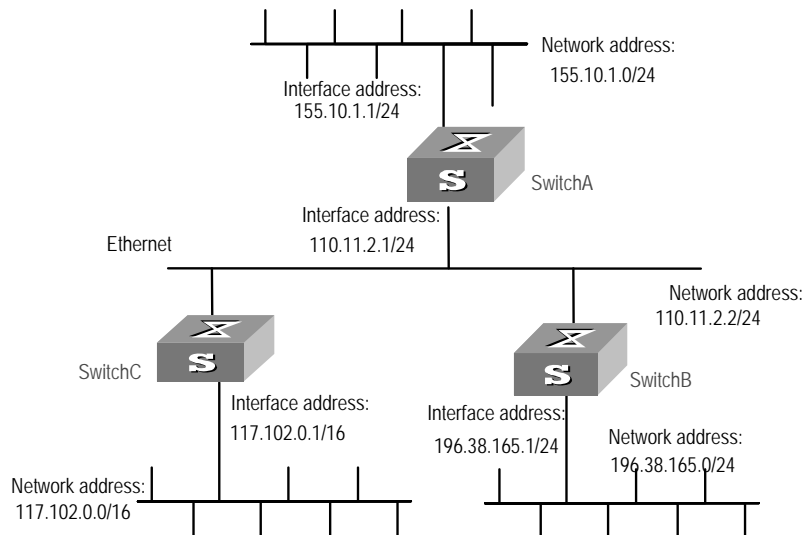 Network address:
155.10.1.0/24
Interface address:
155.10.1.1/24
S
SwitchA
Interface address:
110.11.2.1/24
Ethernet
Network address:
110.11.2.2/24
S
SwitchC
S
SwitchB
Interface address:
117.102.0.1/16
Interface address:
196.38.165.1/24
Network address:
196.38.165.0/24
Network address:
117.102.0.0/16